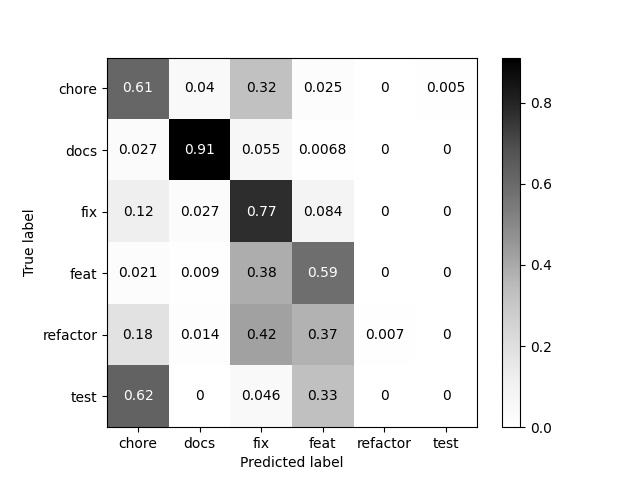 chore 0.61 0.04 0.32 0.025 0 0.005
docs 0.027 0.91 0.055 0.0068 0 0
fix 0.12 0.027 0.77 0.084 0 0
feat 0.021 0.009 0.38 0.59 0 0
refactor 0.18 0.014 0.42 0.37 0.007 0
test 0.62 0 0.046 0.33 0 0
chore docs fix feat refactor test
Predicted label
True label
0.8
0.6
0.4
0.2
0.0